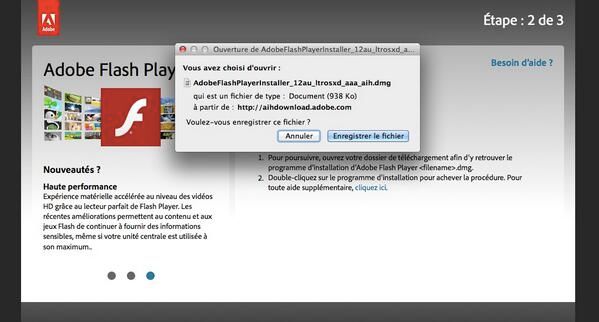 Adobe
Étape : 2 de 3
Ouverture de AdobeFlashPlayerInstaller_12au_ltrosxd_a...
Vous avez choisi d'ouvrir :
AdobeFlashPlayerInstaller_12au_ltrosxd_aaa_aih.dmg
qui est un fichier de type : Document (938 Ko)
à partir de : http://aihdownload.adobe.com
Voulez-vous enregistrer ce fichier ?
Annuler
Enregistrer le fichier
Adobe Flash Play
Besoin d'aide ?
1. Pour poursuivre, ouvrez votre dossier de téléchargement afin d'y retrouver le
programme d'installation d'Adobe Flash Player <filename>.dmg.
2. Double-cliquez sur le programme d'installation pour achever la procédure. Pour
toute aide supplémentaire, cliquez ici.
Nouveautés ?
Haute performance
Expérience matérielle accélérée au niveau des vidéos
HD grâce au lecteur parfait de Flash Player. Les
récentes améliorations permettent au contenu et aux
jeux Flash de continuer à fournir des informations
sensibles, même si votre unité centrale est utilisée à
son maximum..